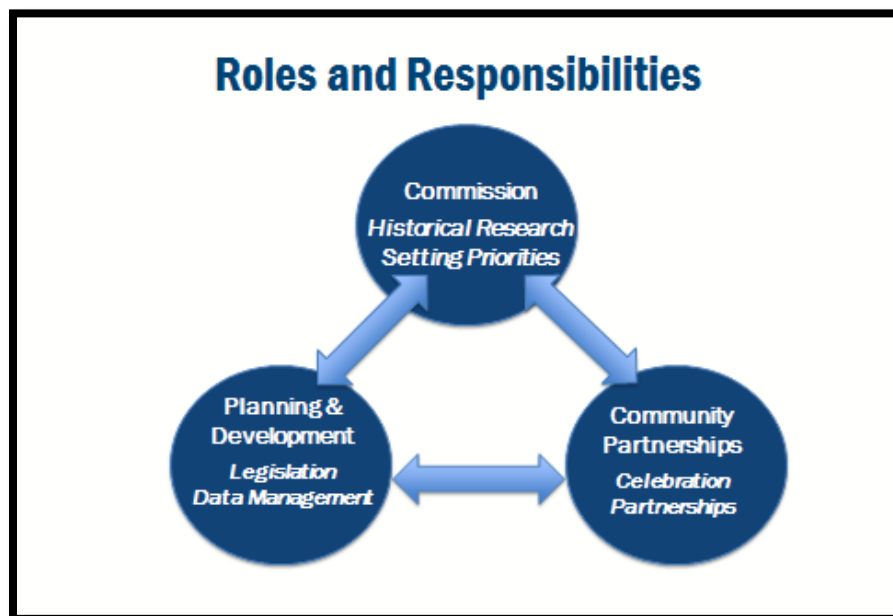 Roles and Responsibilities
Commission
Historical Research
Setting Priorities
Planning &
Development
Legislation
Data Management
Community
Partnerships
Celebration
Partnerships